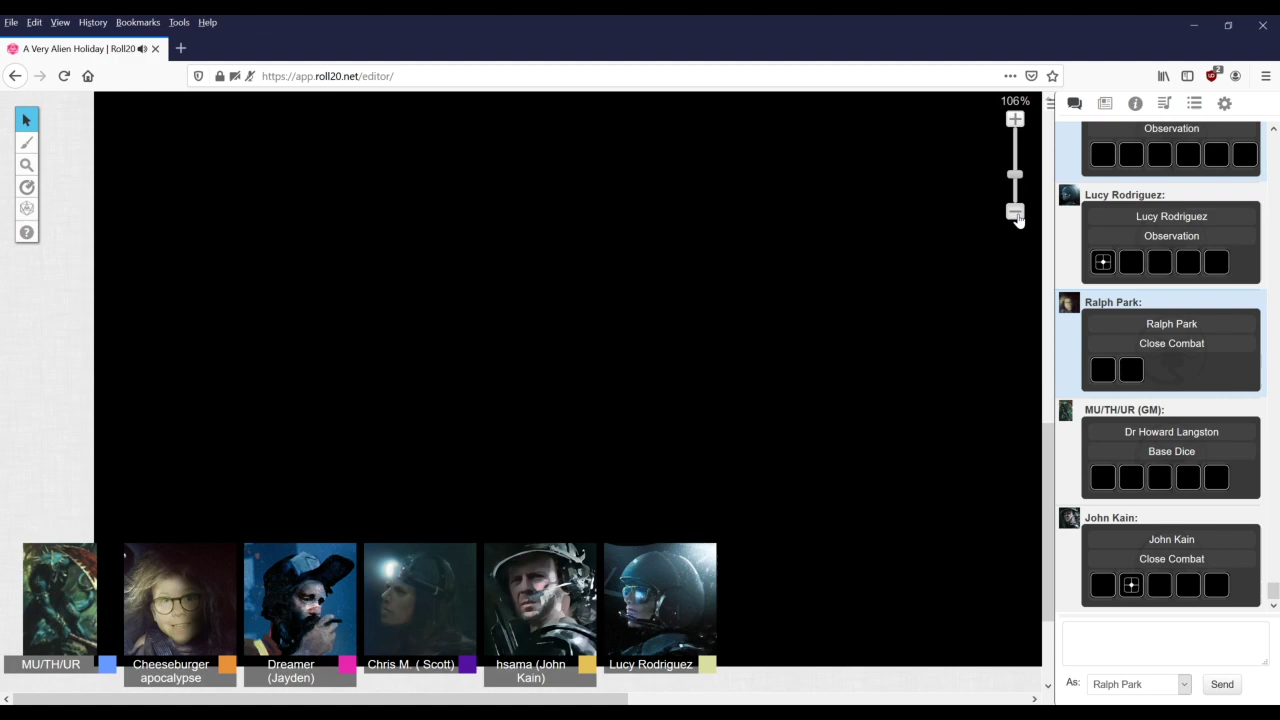 File Edit View History Bookmarks Tools Help
A Very Alien Holiday | Roll20
https://app.roll20.net/editor/
2
106%
Observation
Lucy Rodriguez:
Lucy Rodriguez
Observation
Ralph Park:
Ralph Park
Close Combat
MU/TH/UR (GM):
Dr Howard Langston
Base Dice
John Kain:
John Kain
Close Combat
MU/TH/UR
Cheeseburger
apocalypse
Dreamer
(Jayden)
Chris M. ( Scott)
hsama (John
Kain)
Lucy Rodriguez
As: Ralph Park Send